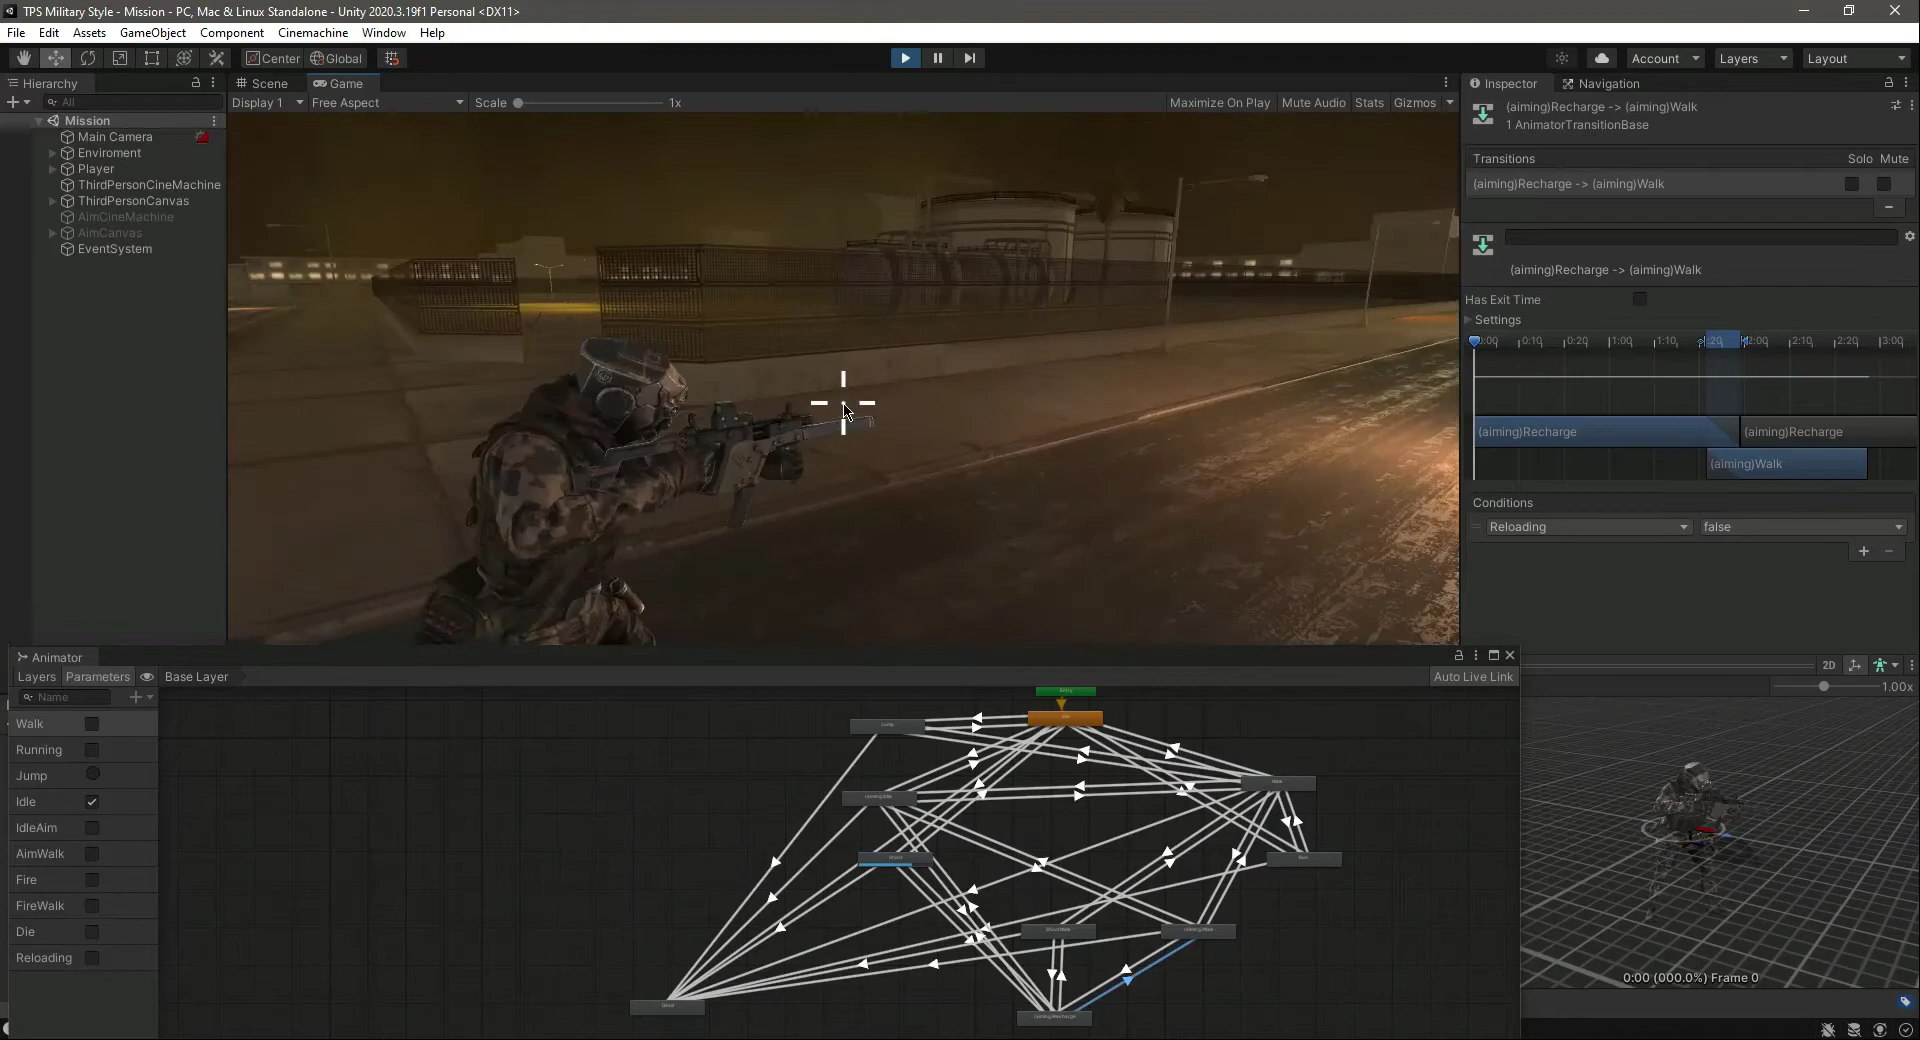 TPS Military Style - Mission - PC, Mac & Linux Standalone - Unity 2020.3.19f1 Personal <DX11>
File Edit Assets GameObject Component Cinemachine Window Help
Center Global Account Layers Layout
Hierarchy
All
Mission
Main Camera
Enviroment
Player
ThirdPersonCineMachine
ThirdPersonCanvas
AimCineMachine
AimCanvas
EventSystem
Scene Game
Display 1 Free Aspect Scale 1x Maximize On Play Mute Audio Stats Gizmos
Inspector Navigation
(aiming)Recharge -> (aiming)Walk
1 AnimatorTransitionBase
Transitions Solo Mute
(aiming)Recharge -> (aiming)Walk
(aiming)Recharge -> (aiming)Walk
Has Exit Time
Settings
0:10 0:20 1:00 1:10 2:10 2:20 3:00
(aiming)Recharge (aiming)Recharge
(aiming)Walk
Conditions
Reloading false
2D
1.00x
0:00 (000.0%) Frame 0
Animator
Layers Parameters Base Layer Auto Live Link
Name
Walk
Running
Jump
Idle
IdleAim
AimWalk
Fire
FireWalk
Die
Reloading
Entry
Jump
Walk
Shoot
Run